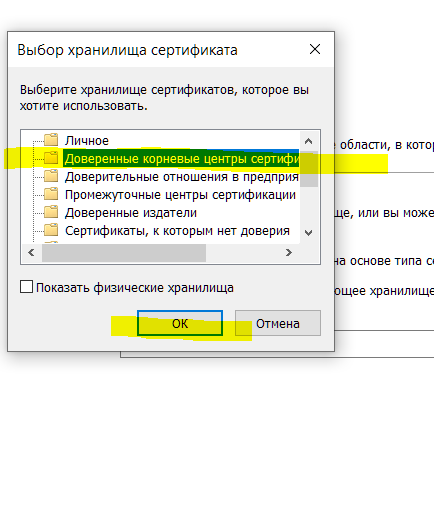 Выбор хранилища сертификата
Выберите хранилище сертификатов, которое вы
хотите использовать.
Личное
Доверенные корневые центры сертифи
Доверительные отношения в предприя
Промежуточные центры сертификации
Доверенные издатели
Сертификаты, к которым нет доверия
Показать физические хранилища
ОК
Отмена
области, в котор
ще, или вы може
на основе типа се
ющее хранилище